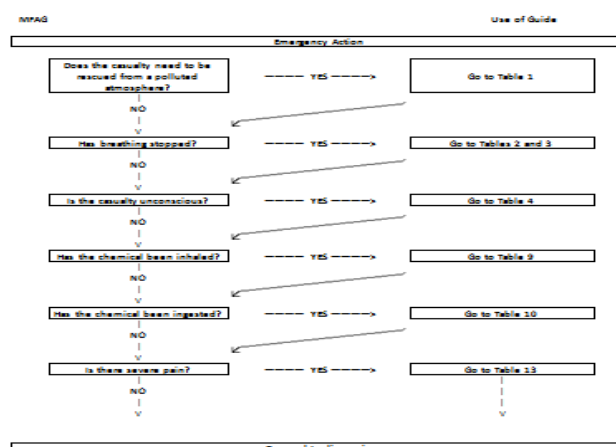 MFAG Use of Guide
Emergency Action
Does the casualty need to be
rescued from a polluted
atmosphere?
YES
Go to Table 1
NO
Has breathing stopped?
YES
Go to Tables 2 and 3
NO
Is the casualty unconscious?
YES
Go to Table 4
NO
Has the chemical been inhaled?
YES
Go to Table 9
NO
Has the chemical been ingested?
YES
Go to Table 10
NO
Is there severe pain?
YES
Go to Table 13
NO